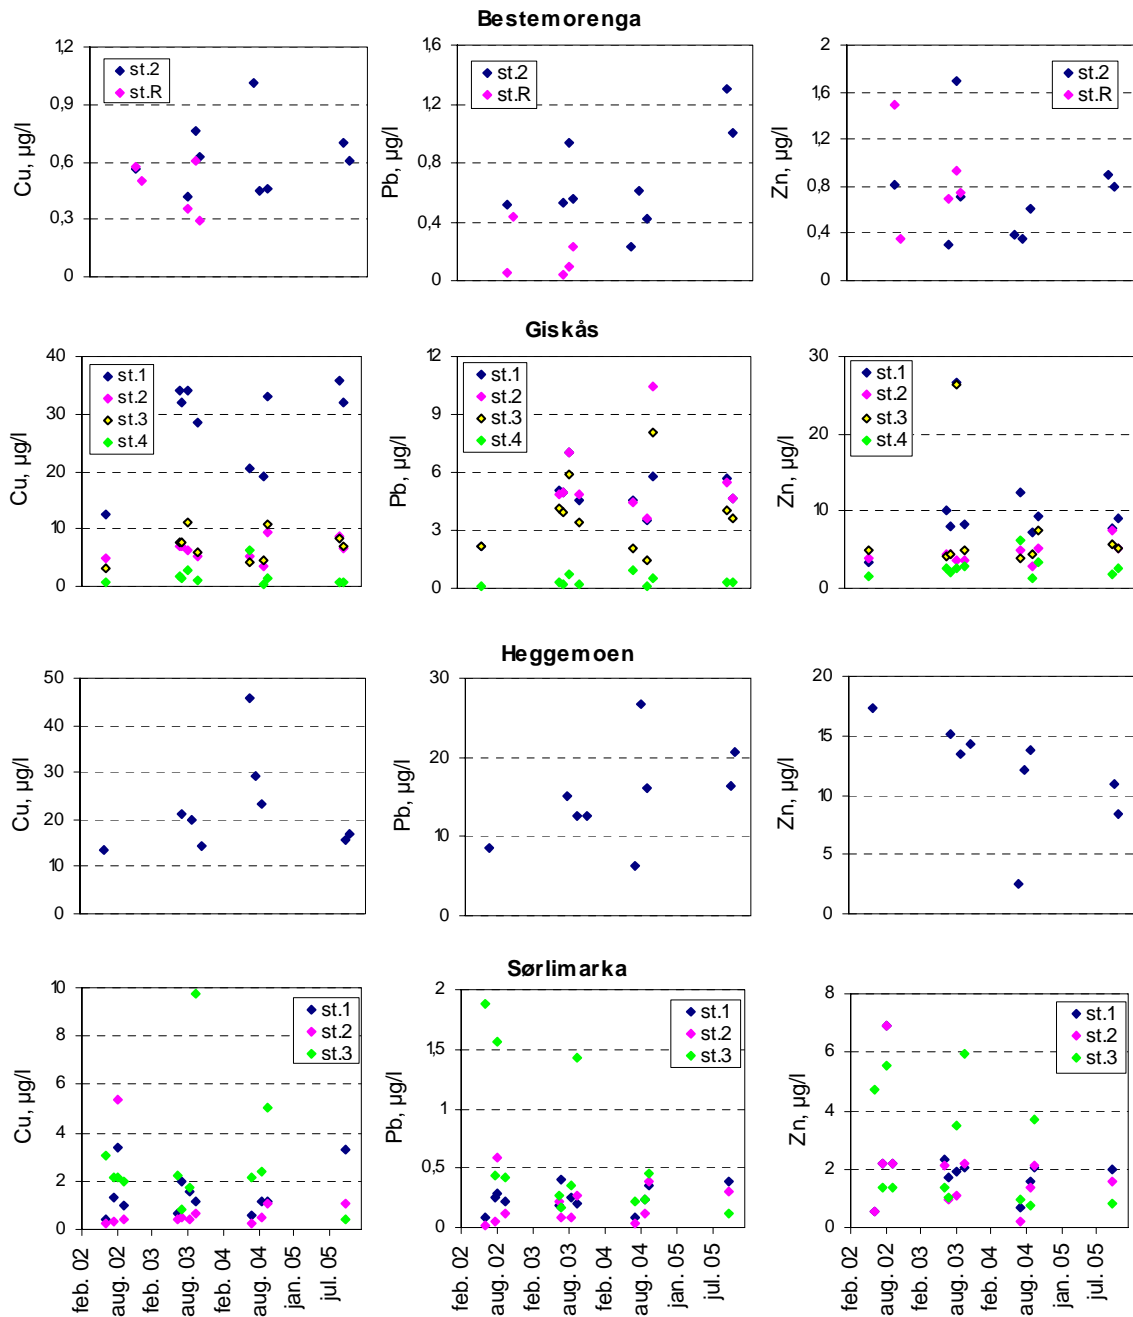 Bestemorenga
Cu, µg/l
1,2
0,9
0,6
0,3
0
st.2
st.R
Pb, µg/l
1,6
1,2
0,8
0,4
0
st.2
st.R
Zn, µg/l
2
1,6
1,2
0,8
0,4
0
st.2
st.R
Giskås
Cu, µg/l
40
30
20
10
0
st.1
st.2
st.3
st.4
Pb, µg/l
12
9
6
3
0
st.1
st.2
st.3
st.4
Zn, µg/l
30
20
10
0
st.1
st.2
st.3
st.4
Heggemoen
Cu, µg/l
50
40
30
20
10
0
Pb, µg/l
30
20
10
0
Zn, µg/l
20
15
10
5
0
Sørlimarka
Cu, µg/l
10
8
6
4
2
0
st.1
st.2
st.3
feb. 02
aug. 02
feb. 03
aug. 03
feb. 04
aug. 04
jan. 05
jul. 05
Pb, µg/l
2
1,5
1
0,5
0
st.1
st.2
st.3
feb. 02
aug. 02
feb. 03
aug. 03
feb. 04
aug. 04
jan. 05
jul. 05
Zn, µg/l
8
6
4
2
0
st.1
st.2
st.3
feb. 02
aug. 02
feb. 03
aug. 03
feb. 04
aug. 04
jan. 05
jul. 05